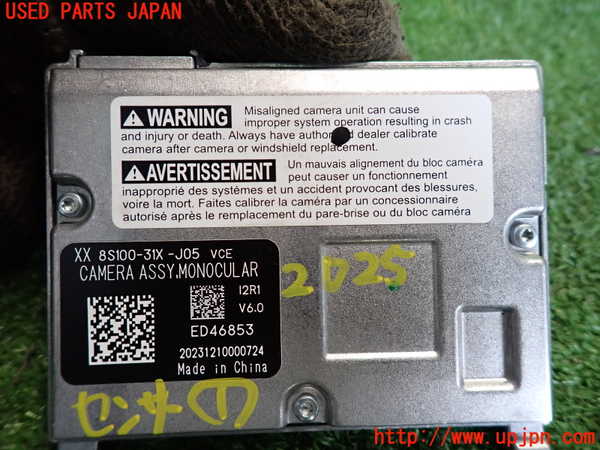 USED PARTS JAPAN
WARNING Misaligned camera unit can cause
improper system operation resulting in crash
and injury or death. Always have dealer calibrate
camera after camera or windshield replacement.
AVERTISSEMENT Un mauvais alignement du bloc caméra
peut causer un fonctionnement
inapproprié des systèmes et un accident provocant des blessures,
voire la mort. Faites calibrer la caméra par un concessionnaire
autorisé après le remplacement du pare-brise ou du bloc caméra
XX 8S100-31X-J05 VCE
CAMERA ASSY.MONOCULAR
I2R1
V6.0
ED46853
20231210000724
Made in China
2025
センサ①
http://www.upjpn.com/